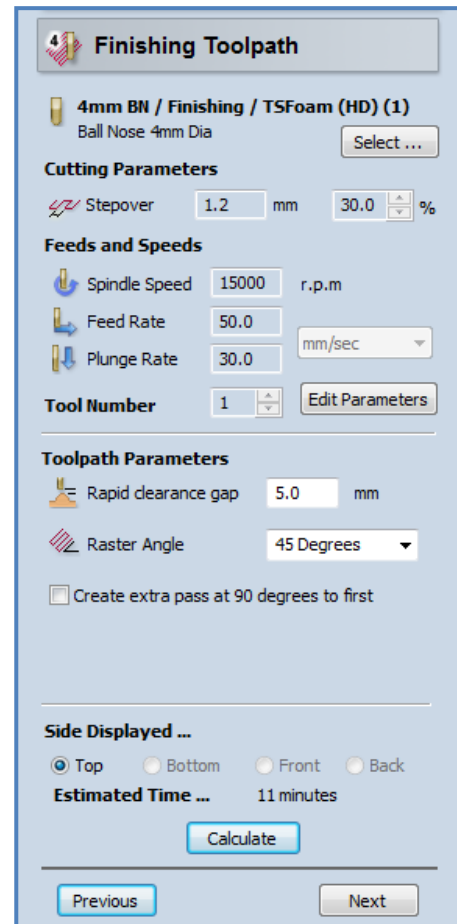 4 Finishing Toolpath
4mm BN / Finishing / TSFoam (HD) (1)
Ball Nose 4mm Dia
Select ...
Cutting Parameters
Stepover 1.2 mm 30.0 %
Feeds and Speeds
Spindle Speed 15000 r.p.m
Feed Rate 50.0
mm/sec
Plunge Rate 30.0
Tool Number 1 Edit Parameters
Toolpath Parameters
Rapid clearance gap 5.0 mm
Raster Angle 45 Degrees
Create extra pass at 90 degrees to first
Side Displayed ...
Top Bottom Front Back
Estimated Time ... 11 minutes
Calculate
Previous Next